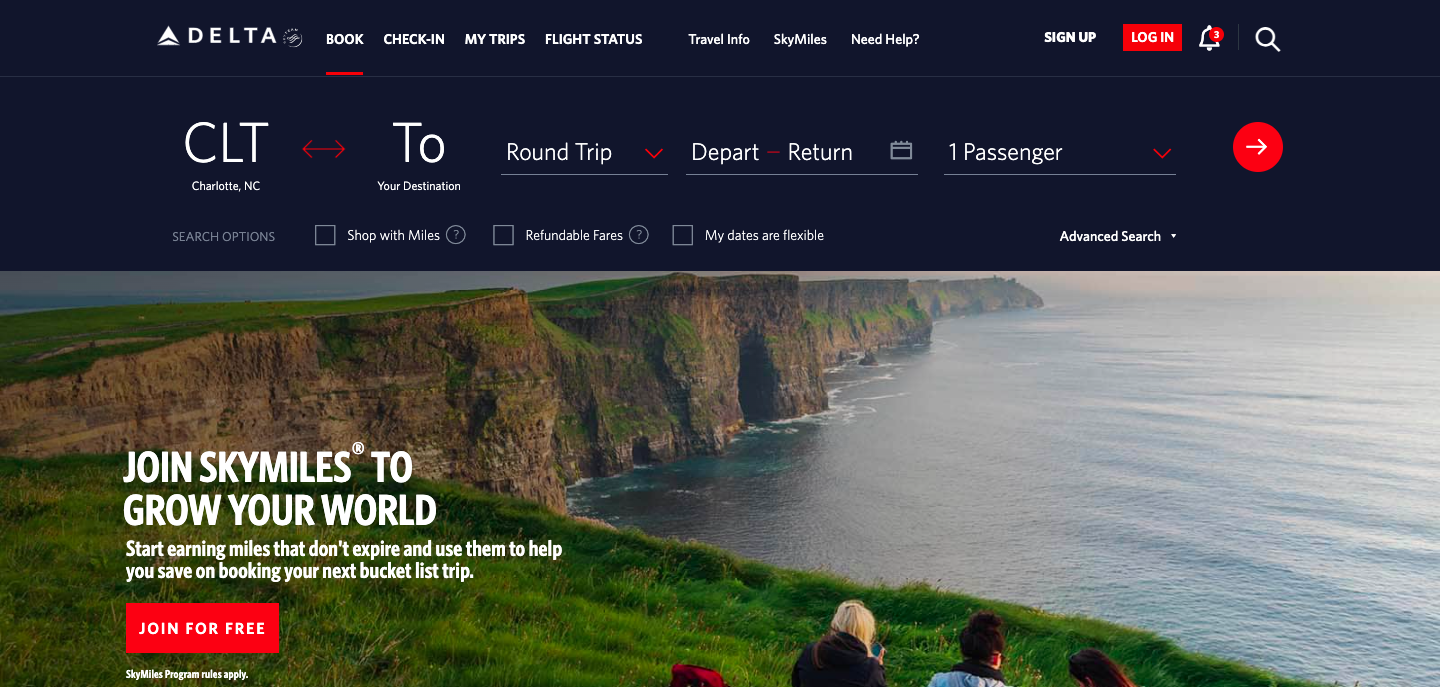 DELTA
BOOK CHECK-IN MY TRIPS FLIGHT STATUS Travel Info SkyMiles Need Help? SIGN UP LOG IN 3
CLT To Round Trip Depart – Return 1 Passenger
Charlotte, NC Your Destination
SEARCH OPTIONS Shop with Miles ? Refundable Fares ? My dates are flexible Advanced Search
JOIN SKYMILES® TO
GROW YOUR WORLD
Start earning miles that don't expire and use them to help
you save on booking your next bucket list trip.
JOIN FOR FREE
SkyMiles Program rules apply.